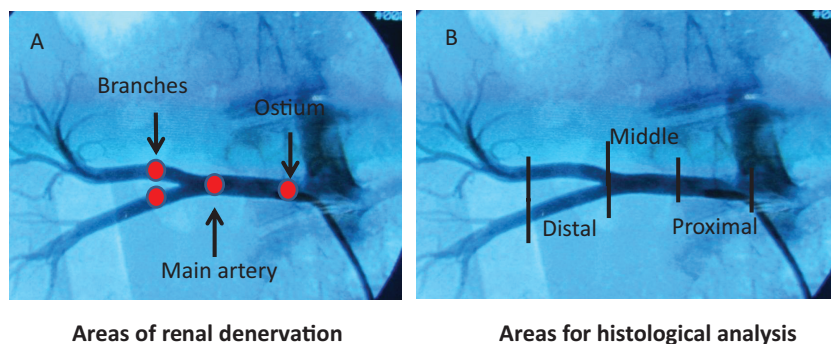 A
Branches
Ostium
Main artery
B
Middle
Distal
Proximal
Areas of renal denervation
Areas for histological analysis